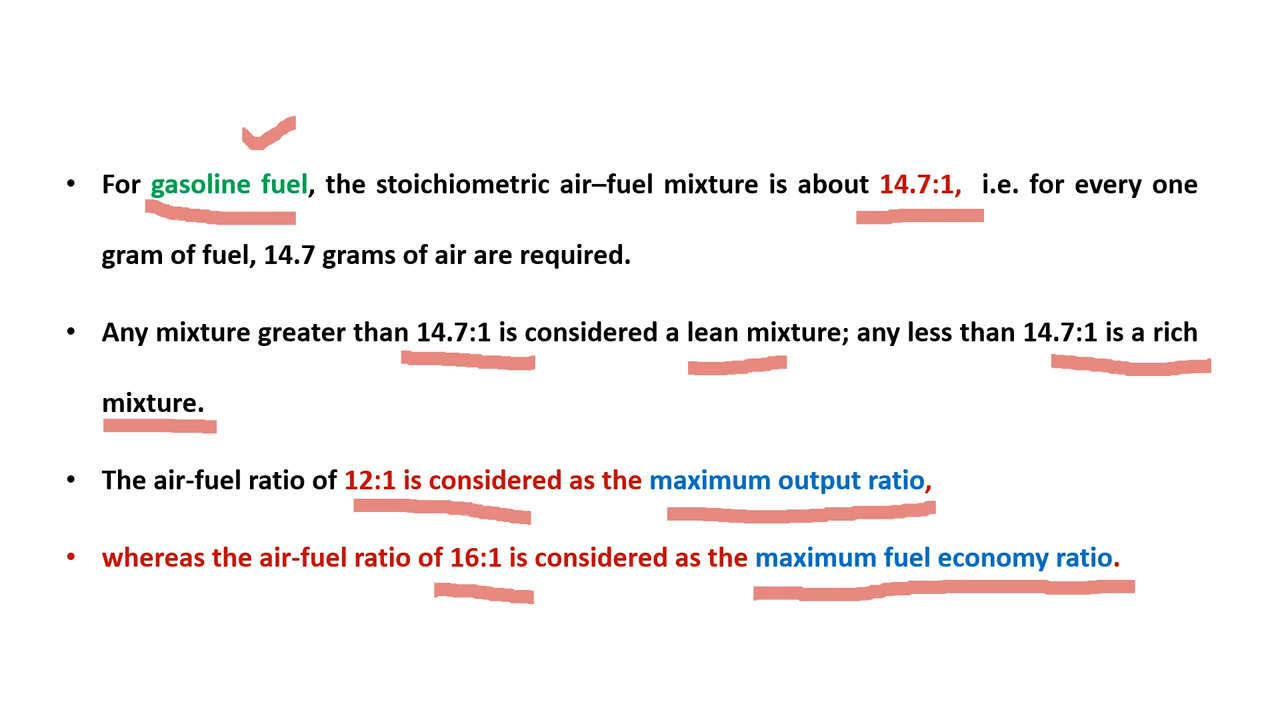 • For gasoline fuel, the stoichiometric air–fuel mixture is about 14.7:1, i.e. for every one
gram of fuel, 14.7 grams of air are required.
• Any mixture greater than 14.7:1 is considered a lean mixture; any less than 14.7:1 is a rich
mixture.
• The air-fuel ratio of 12:1 is considered as the maximum output ratio,
• whereas the air-fuel ratio of 16:1 is considered as the maximum fuel economy ratio.